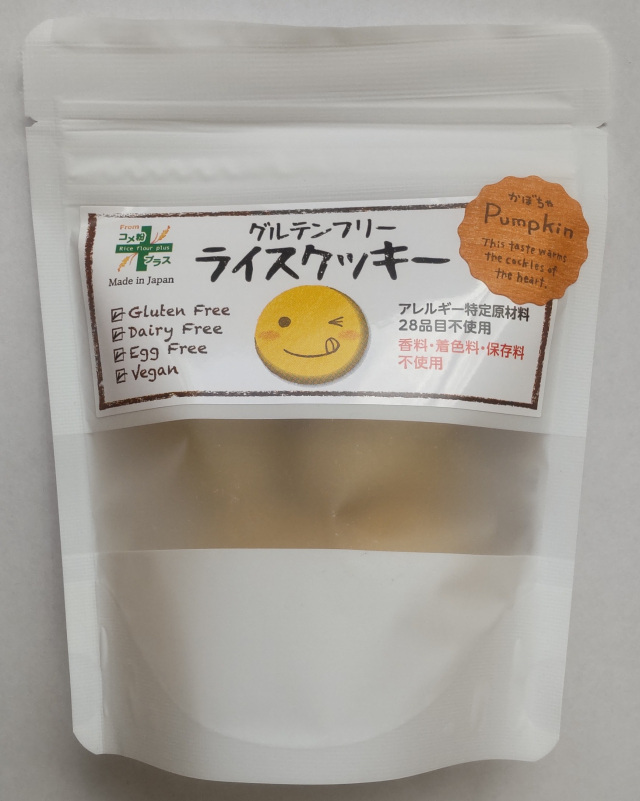 かぼちゃ
Pumpkin
This taste warms
the cockles of
the heart.
From
コメ粉
Rice flour plus
プラス
Made in Japan
グルテンフリー
ライスクッキー
Gluten Free
Dairy Free
Egg Free
Vegan
アレルギー特定原材料
28品目不使用
香料・着色料・保存料
不使用